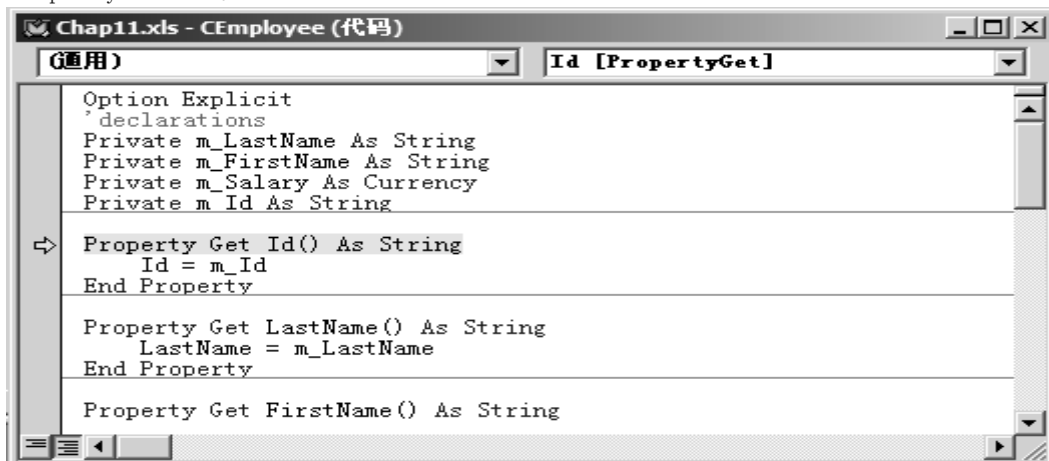 Chap11.xls - CEmployee (代码)
(通用)
Id [PropertyGet]
Option Explicit
'declarations
Private m_LastName As String
Private m_FirstName As String
Private m_Salary As Currency
Private m_Id As String
Property Get Id() As String
Id = m_Id
End Property
Property Get LastName() As String
LastName = m_LastName
End Property
Property Get FirstName() As String